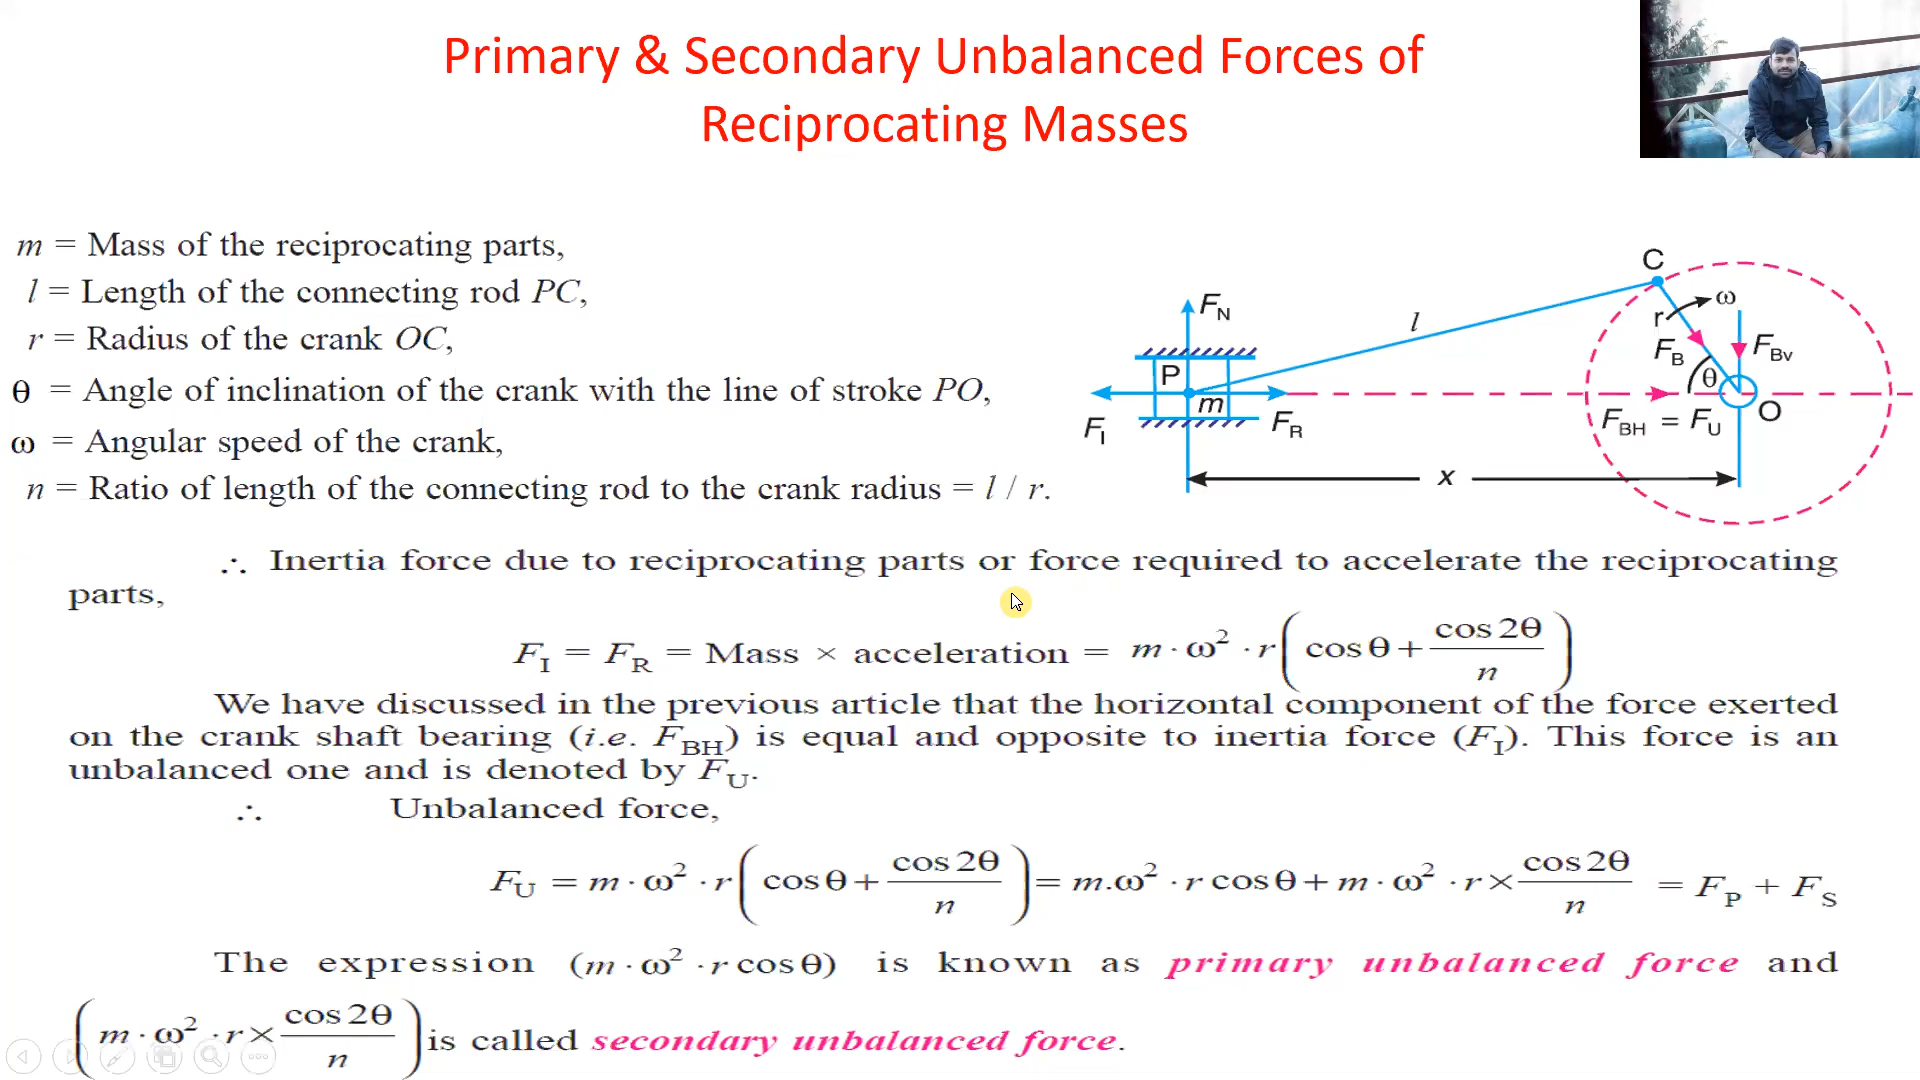 Primary & Secondary Unbalanced Forces of
Reciprocating Masses
m = Mass of the reciprocating parts,
l = Length of the connecting rod PC,
r = Radius of the crank OC,
θ = Angle of inclination of the crank with the line of stroke PO,
ω = Angular speed of the crank,
n = Ratio of length of the connecting rod to the crank radius = l / r.
C
ω
r
F_N
l
F_B
F_Bv
P
θ
m
O
F_I
F_R
F_BH = F_U
x
∴ Inertia force due to reciprocating parts or force required to accelerate the reciprocating
parts,
F_I = F_R = Mass × acceleration = m · ω² · r (cos θ + cos 2θ / n)
We have discussed in the previous article that the horizontal component of the force exerted
on the crank shaft bearing (i.e. F_BH) is equal and opposite to inertia force (F_I). This force is an
unbalanced one and is denoted by F_U.
∴ Unbalanced force,
F_U = m · ω² · r (cos θ + cos 2θ / n) = m.ω² · r cos θ + m · ω² · r × cos 2θ / n = F_P + F_S
The expression (m · ω² · r cos θ) is known as primary unbalanced force and
(m · ω² · r × cos 2θ / n) is called secondary unbalanced force.